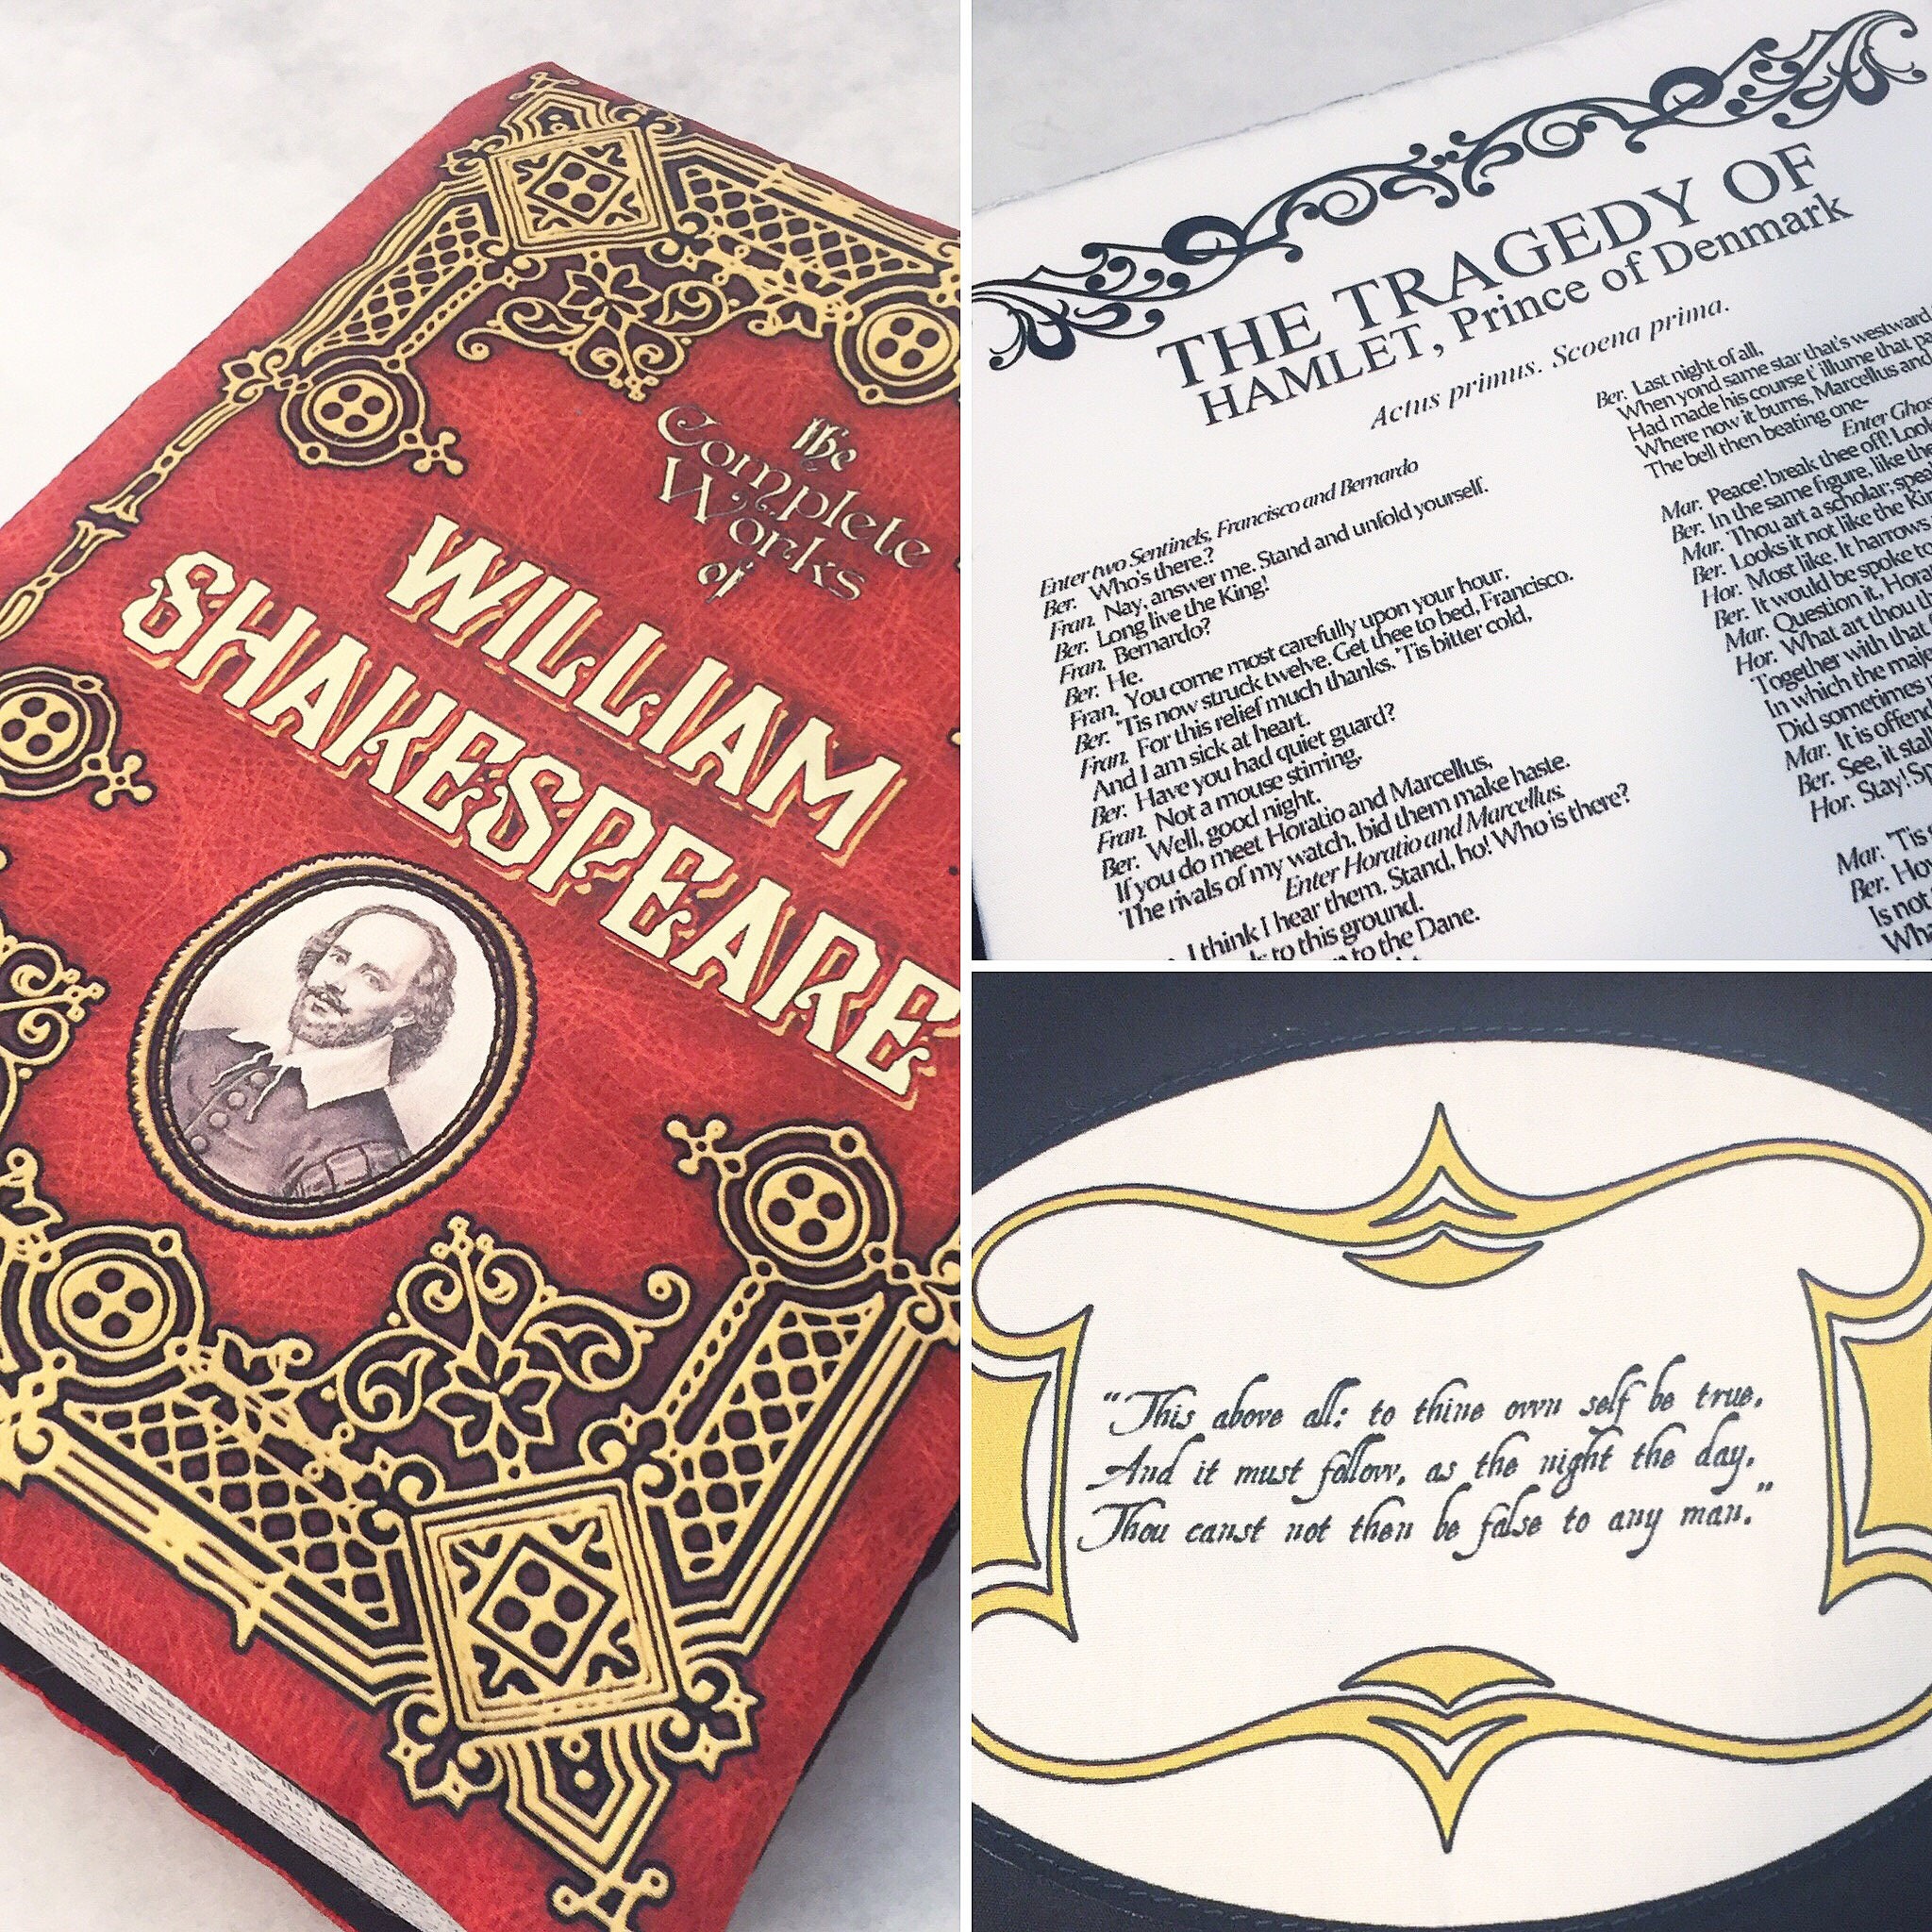 the
Complete
Works
of
WILLIAM
SHAKESPEARE
THE TRAGEDY OF
HAMLET, Prince of Denmark
Actus primus. Scoena prima.
Enter two Sentinels, Francisco and Bernardo
Ber. Who's there?
Fran. Nay, answer me. Stand and unfold yourself.
Ber. Long live the King!
Fran. Bernardo?
Ber. He.
Fran. You come most carefully upon your hour.
Ber. 'Tis now struck twelve. Get thee to bed, Francisco.
Fran. For this relief much thanks. 'Tis bitter cold,
And I am sick at heart.
Ber. Have you had quiet guard?
Fran. Not a mouse stirring.
Ber. Well, good night.
If you do meet Horatio and Marcellus,
The rivals of my watch, bid them make haste.
Enter Horatio and Marcellus.
I think I hear them. Stand, ho! Who is there?
to this ground.
to the Dane.
Ber. Last night of all,
When yond same star that's westward
Had made his course t' illume that
Where now it burns, Marcellus and
The bell then beating one-
Enter
Mar. Peace! break thee off! Look
Ber. In the same figure, like the
Mar. Thou art a scholar; speak
Ber. Looks it not like the King
Hor. Most like. It harrows
Ber. It would be spoke to
Mar. Question it,
Hor. What art thou
Together with that
In which the
Did sometimes
Mar. It is
Ber. See, it
Hor. Stay!
Mar. 'Tis
Ber.
Is not
"This above all: to thine own self be true,
And it must follow, as the night the day,
Thou canst not then be false to any man."